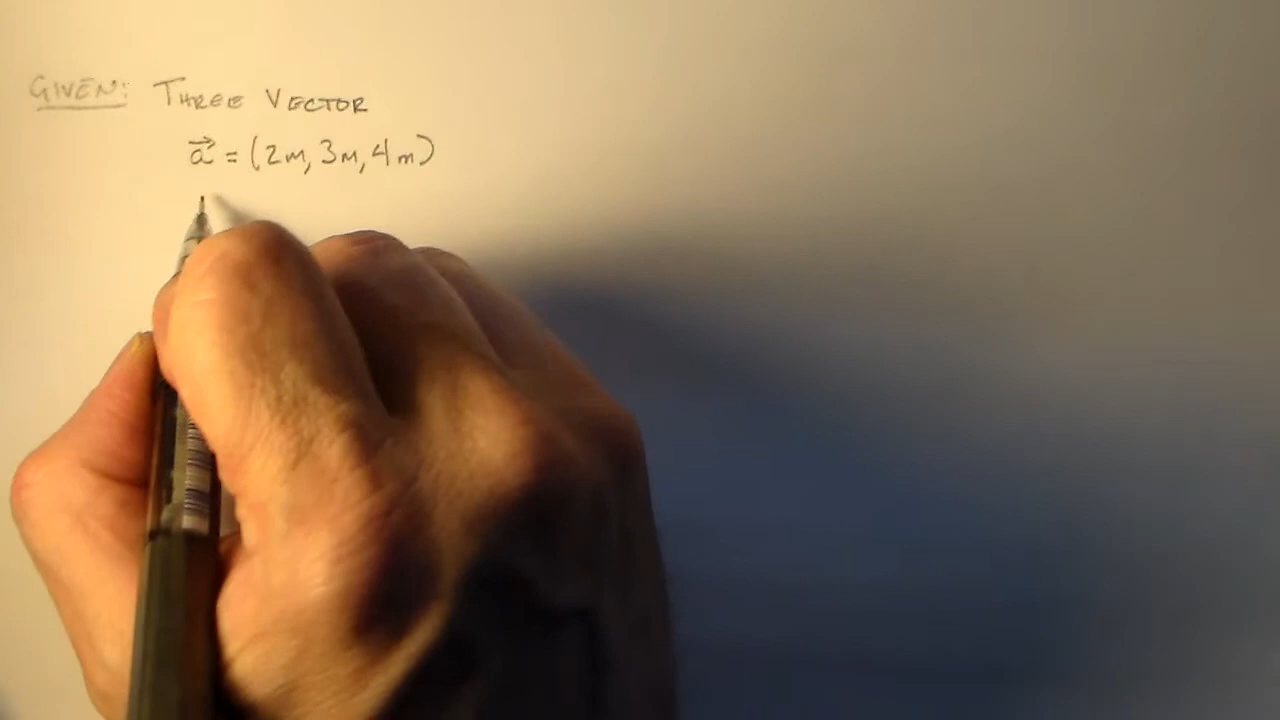 GIVEN: THREE VECTOR
a⃗ = (2m, 3m, 4m)